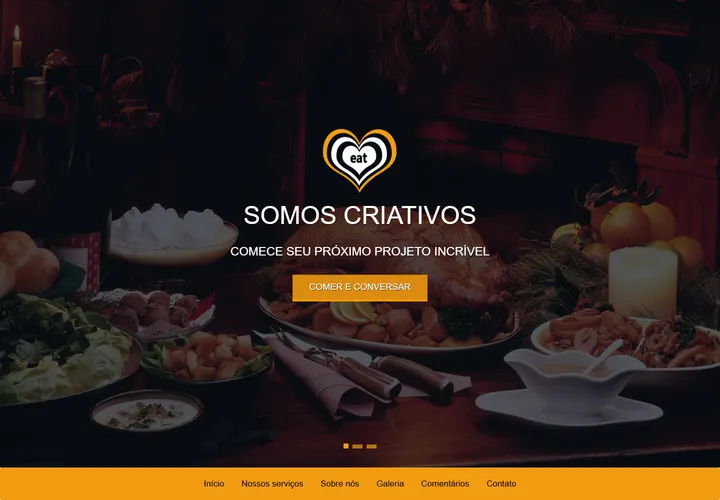 eat
SOMOS CRIATIVOS
COMECE SEU PRÓXIMO PROJETO INCRÍVEL
COMER E CONVERSAR
Início Nossos serviços Sobre nós Galeria Comentários Contato